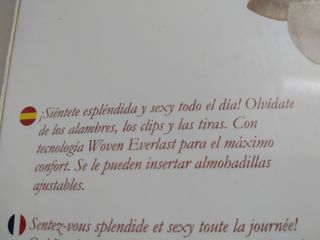 ¡Siéntete espléndida y sexy todo el dia! Olvídate
de los alambres, los clips y las tiras. Con
tecnología Woven Everlast para el máximo
confort. Se le pueden insertar almohadillas
ajustables.
Sentez-vous splendide et sexy toute la journée!